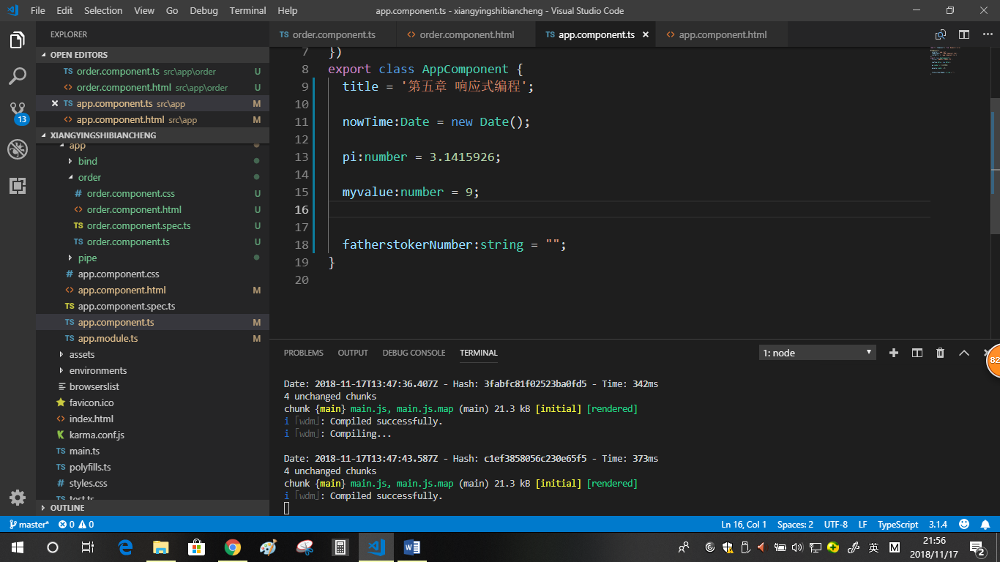 File Edit Selection View Go Debug Terminal Help app.component.ts - xiangyingshibiancheng - Visual Studio Code
EXPLORER
OPEN EDITORS
TS order.component.ts src\app\order U
<> order.component.html src\app\order U
TS app.component.ts src\app M
<> app.component.html src\app M
13
XIANGYINGSHIBIANCHENG
app
bind
order
# order.component.css U
<> order.component.html U
TS order.component.spec.ts U
TS order.component.ts U
pipe
# app.component.css
<> app.component.html M
TS app.component.spec.ts
TS app.component.ts M
TS app.module.ts M
assets
environments
browserslist
favicon.ico
<> index.html
karma.conf.js
TS main.ts
TS polyfills.ts
# styles.css
TS test.ts
OUTLINE
TS order.component.ts <> order.component.html TS app.component.ts <> app.component.html
7 })
8 export class AppComponent {
9 title = '第五章 响应式编程';
10
11 nowTime:Date = new Date();
12
13 pi:number = 3.1415926;
14
15 myvalue:number = 9;
16
17
18 fatherstokerNumber:string = "";
19 }
20
PROBLEMS OUTPUT DEBUG CONSOLE TERMINAL 1: node
82
Date: 2018-11-17T13:47:36.407Z - Hash: 3fabfc81f02523ba0fd5 - Time: 342ms
4 unchanged chunks
chunk {main} main.js, main.js.map (main) 21.3 kB [initial] [rendered]
i ｢wdm｣: Compiled successfully.
i ｢wdm｣: Compiling...
Date: 2018-11-17T13:47:43.587Z - Hash: c1ef3858056c230e65f5 - Time: 373ms
4 unchanged chunks
chunk {main} main.js, main.js.map (main) 21.3 kB [initial] [rendered]
i ｢wdm｣: Compiled successfully.
master* 0 0 Ln 16, Col 1 Spaces: 2 UTF-8 LF TypeScript 3.1.4
英 M 21:56
2018/11/17 2